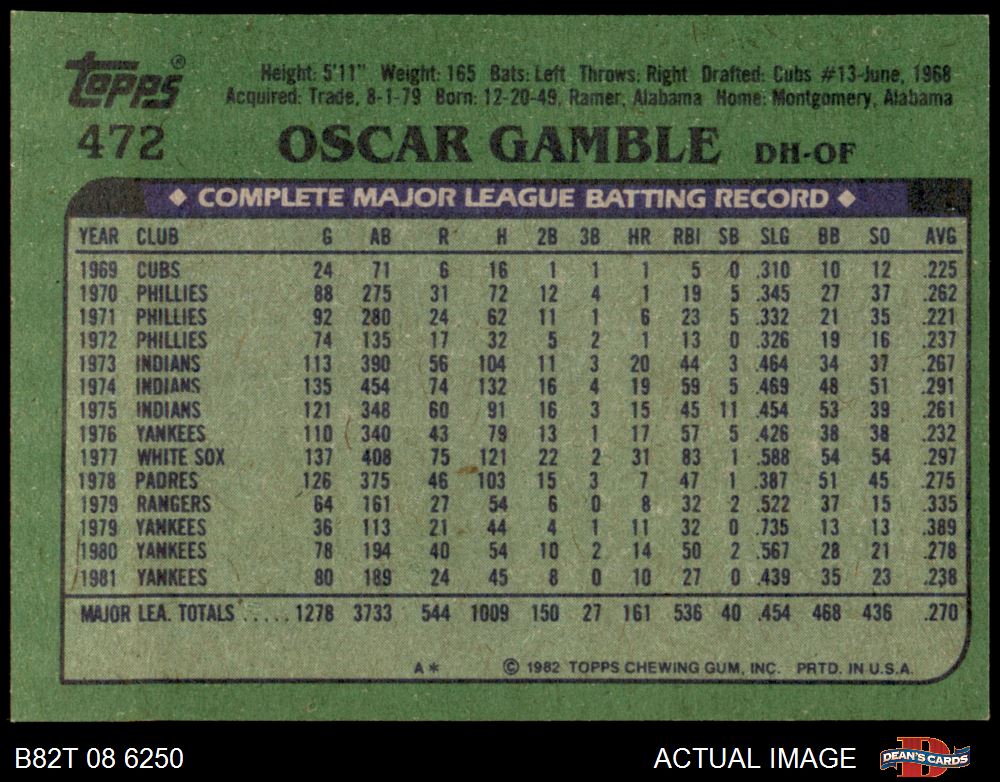 Topps®
Height: 5'11" Weight: 165 Bats: Left Throws: Right Drafted: Cubs #13-June, 1968
Acquired: Trade, 8-1-79 Born: 12-20-49, Ramer, Alabama Home: Montgomery, Alabama
472 OSCAR GAMBLE DH-OF
◆ COMPLETE MAJOR LEAGUE BATTING RECORD ◆
YEAR CLUB G AB R H 2B 3B HR RBI SB SLG BB SO AVG
1969 CUBS 24 71 6 16 1 1 1 5 0 .310 10 12 .225
1970 PHILLIES 88 275 31 72 12 4 1 19 5 .345 27 37 .262
1971 PHILLIES 92 280 24 62 11 1 6 23 5 .332 21 35 .221
1972 PHILLIES 74 135 17 32 5 2 1 13 0 .326 19 16 .237
1973 INDIANS 113 390 56 104 11 3 20 44 3 .464 34 37 .267
1974 INDIANS 135 454 74 132 16 4 19 59 5 .469 48 51 .291
1975 INDIANS 121 348 60 91 16 3 15 45 11 .454 53 39 .261
1976 YANKEES 110 340 43 79 13 1 17 57 5 .426 38 38 .232
1977 WHITE SOX 137 408 75 121 22 2 31 83 1 .588 54 54 .297
1978 PADRES 126 375 46 103 15 3 7 47 1 .387 51 45 .275
1979 RANGERS 64 161 27 54 6 0 8 32 2 .522 37 15 .335
1979 YANKEES 36 113 21 44 4 1 11 32 0 .735 13 13 .389
1980 YANKEES 78 194 40 54 10 2 14 50 2 .567 28 21 .278
1981 YANKEES 80 189 24 45 8 0 10 27 0 .439 35 23 .238
MAJOR LEA. TOTALS ..... 1278 3733 544 1009 150 27 161 536 40 .454 468 436 .270
A* © 1982 TOPPS CHEWING GUM, INC. PRTD. IN U.S.A.
B82T 08 6250 ACTUAL IMAGE DEAN'S CARDS